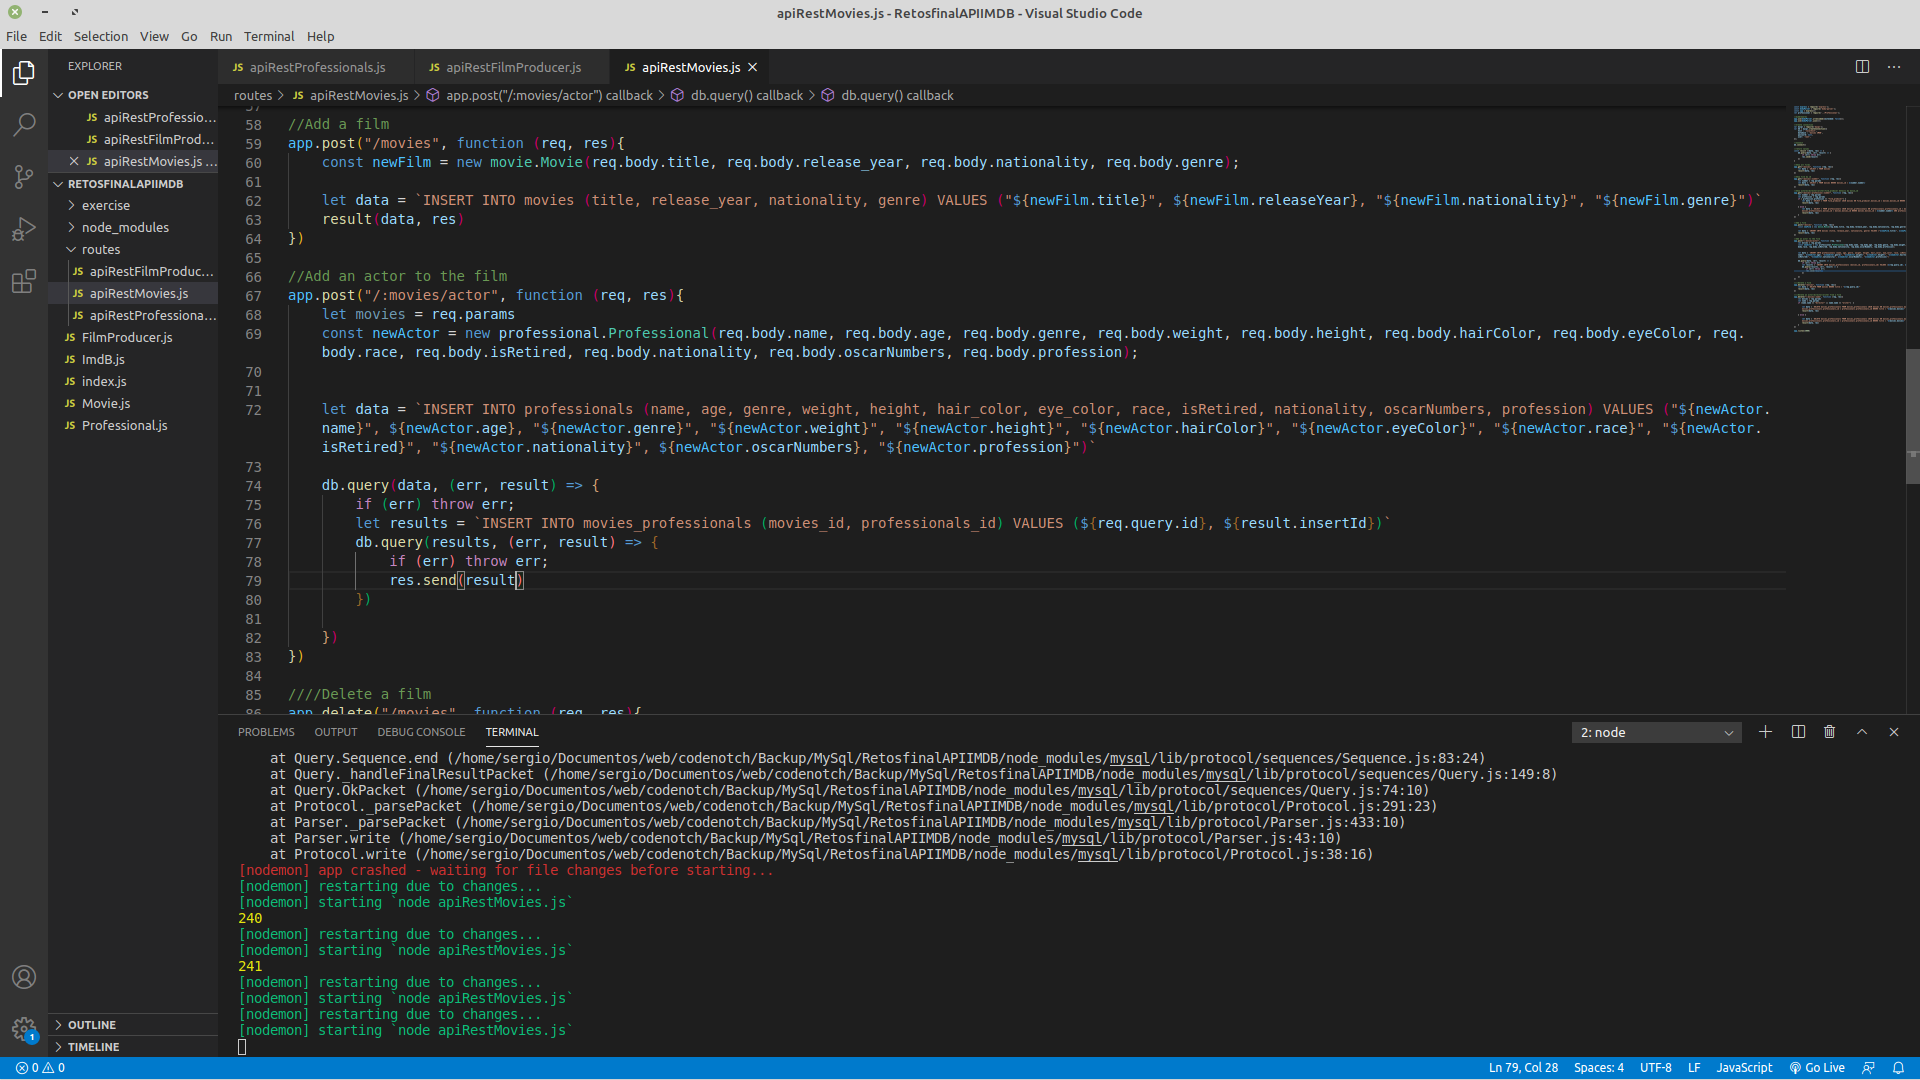 apiRestMovies.js - RetosfinalAPIIMDB - Visual Studio Code
File Edit Selection View Go Run Terminal Help
EXPLORER
OPEN EDITORS
JS apiRestProfessio...
JS apiRestFilmProd...
JS apiRestMovies.js ...
RETOSFINALAPIIMDB
exercise
node_modules
routes
JS apiRestFilmProduc...
JS apiRestMovies.js
JS apiRestProfessiona...
JS FilmProducer.js
JS ImdB.js
JS index.js
JS Movie.js
JS Professional.js
OUTLINE
TIMELINE
JS apiRestProfessionals.js JS apiRestFilmProducer.js JS apiRestMovies.js
routes > JS apiRestMovies.js > app.post("/:movies/actor") callback > db.query() callback > db.query() callback
57
58 //Add a film
59 app.post("/movies", function (req, res){
60 const newFilm = new movie.Movie(req.body.title, req.body.release_year, req.body.nationality, req.body.genre);
61
62 let data = `INSERT INTO movies (title, release_year, nationality, genre) VALUES ("${newFilm.title}", ${newFilm.releaseYear}, "${newFilm.nationality}", "${newFilm.genre}")`
63 result(data, res)
64 })
65
66 //Add an actor to the film
67 app.post("/:movies/actor", function (req, res){
68 let movies = req.params
69 const newActor = new professional.Professional(req.body.name, req.body.age, req.body.genre, req.body.weight, req.body.height, req.body.hairColor, req.body.eyeColor, req.
body.race, req.body.isRetired, req.body.nationality, req.body.oscarNumbers, req.body.profession);
70
71
72 let data = `INSERT INTO professionals (name, age, genre, weight, height, hair_color, eye_color, race, isRetired, nationality, oscarNumbers, profession) VALUES ("${newActor.
name}", ${newActor.age}, "${newActor.genre}", "${newActor.weight}", "${newActor.height}", "${newActor.hairColor}", "${newActor.eyeColor}", "${newActor.race}", "${newActor.
isRetired}", "${newActor.nationality}", ${newActor.oscarNumbers}, "${newActor.profession}")`
73
74 db.query(data, (err, result) => {
75 if (err) throw err;
76 let results = `INSERT INTO movies_professionals (movies_id, professionals_id) VALUES (${req.query.id}, ${result.insertId})`
77 db.query(results, (err, result) => {
78 if (err) throw err;
79 res.send(result)
80 })
81
82 })
83 })
84
85 ////Delete a film
86 app.delete("/movies", function (req, res){
PROBLEMS OUTPUT DEBUG CONSOLE TERMINAL 2: node
at Query.Sequence.end (/home/sergio/Documentos/web/codenotch/Backup/MySql/RetosfinalAPIIMDB/node_modules/mysql/lib/protocol/sequences/Sequence.js:83:24)
at Query._handleFinalResultPacket (/home/sergio/Documentos/web/codenotch/Backup/MySql/RetosfinalAPIIMDB/node_modules/mysql/lib/protocol/sequences/Query.js:149:8)
at Query.OkPacket (/home/sergio/Documentos/web/codenotch/Backup/MySql/RetosfinalAPIIMDB/node_modules/mysql/lib/protocol/sequences/Query.js:74:10)
at Protocol._parsePacket (/home/sergio/Documentos/web/codenotch/Backup/MySql/RetosfinalAPIIMDB/node_modules/mysql/lib/protocol/Protocol.js:291:23)
at Parser._parsePacket (/home/sergio/Documentos/web/codenotch/Backup/MySql/RetosfinalAPIIMDB/node_modules/mysql/lib/protocol/Parser.js:433:10)
at Parser.write (/home/sergio/Documentos/web/codenotch/Backup/MySql/RetosfinalAPIIMDB/node_modules/mysql/lib/protocol/Parser.js:43:10)
at Protocol.write (/home/sergio/Documentos/web/codenotch/Backup/MySql/RetosfinalAPIIMDB/node_modules/mysql/lib/protocol/Protocol.js:38:16)
[nodemon] app crashed - waiting for file changes before starting...
[nodemon] restarting due to changes...
[nodemon] starting `node apiRestMovies.js`
240
[nodemon] restarting due to changes...
[nodemon] starting `node apiRestMovies.js`
241
[nodemon] restarting due to changes...
[nodemon] starting `node apiRestMovies.js`
[nodemon] restarting due to changes...
[nodemon] starting `node apiRestMovies.js`
1
0 0 Ln 79, Col 28 Spaces: 4 UTF-8 LF JavaScript Go Live